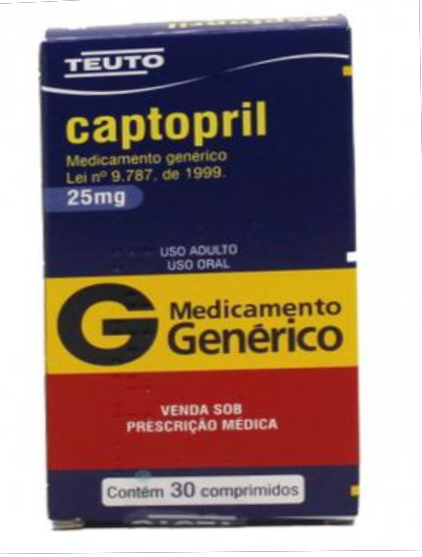 TEUTO
captopril
Medicamento genérico
Lei nº 9.787, de 1999.
25mg
USO ADULTO
USO ORAL
G Medicamento
Genérico
VENDA SOB
PRESCRIÇÃO MÉDICA
Contém 30 comprimidos